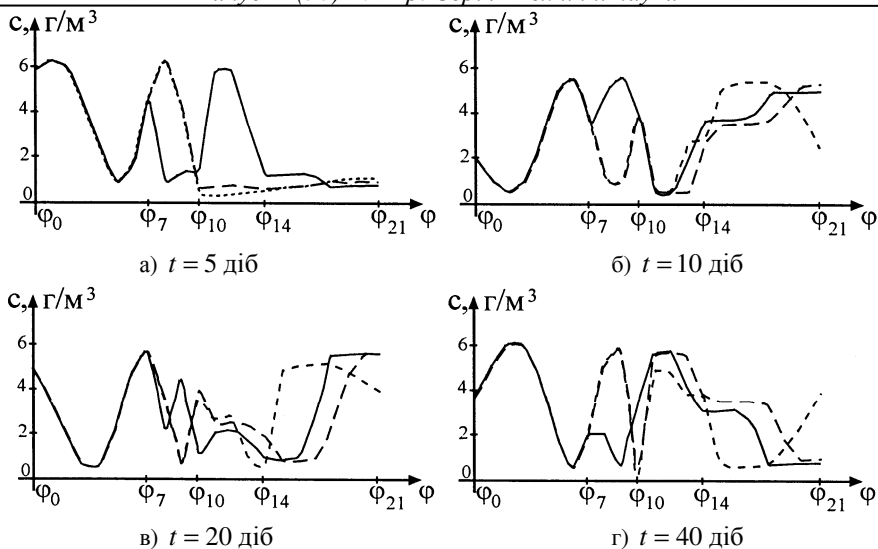 с, г/м³ с, г/м³
6 6
4 4
2 2
0 0
φ₀ φ₇ φ₁₀ φ₁₄ φ₂₁ φ φ₀ φ₇ φ₁₀ φ₁₄ φ₂₁ φ
а) t = 5 діб б) t = 10 діб
с, г/м³ с, г/м³
6 6
4 4
2 2
0 0
φ₀ φ₇ φ₁₀ φ₁₄ φ₂₁ φ φ₀ φ₇ φ₁₀ φ₁₄ φ₂₁ φ
в) t = 20 діб г) t = 40 діб